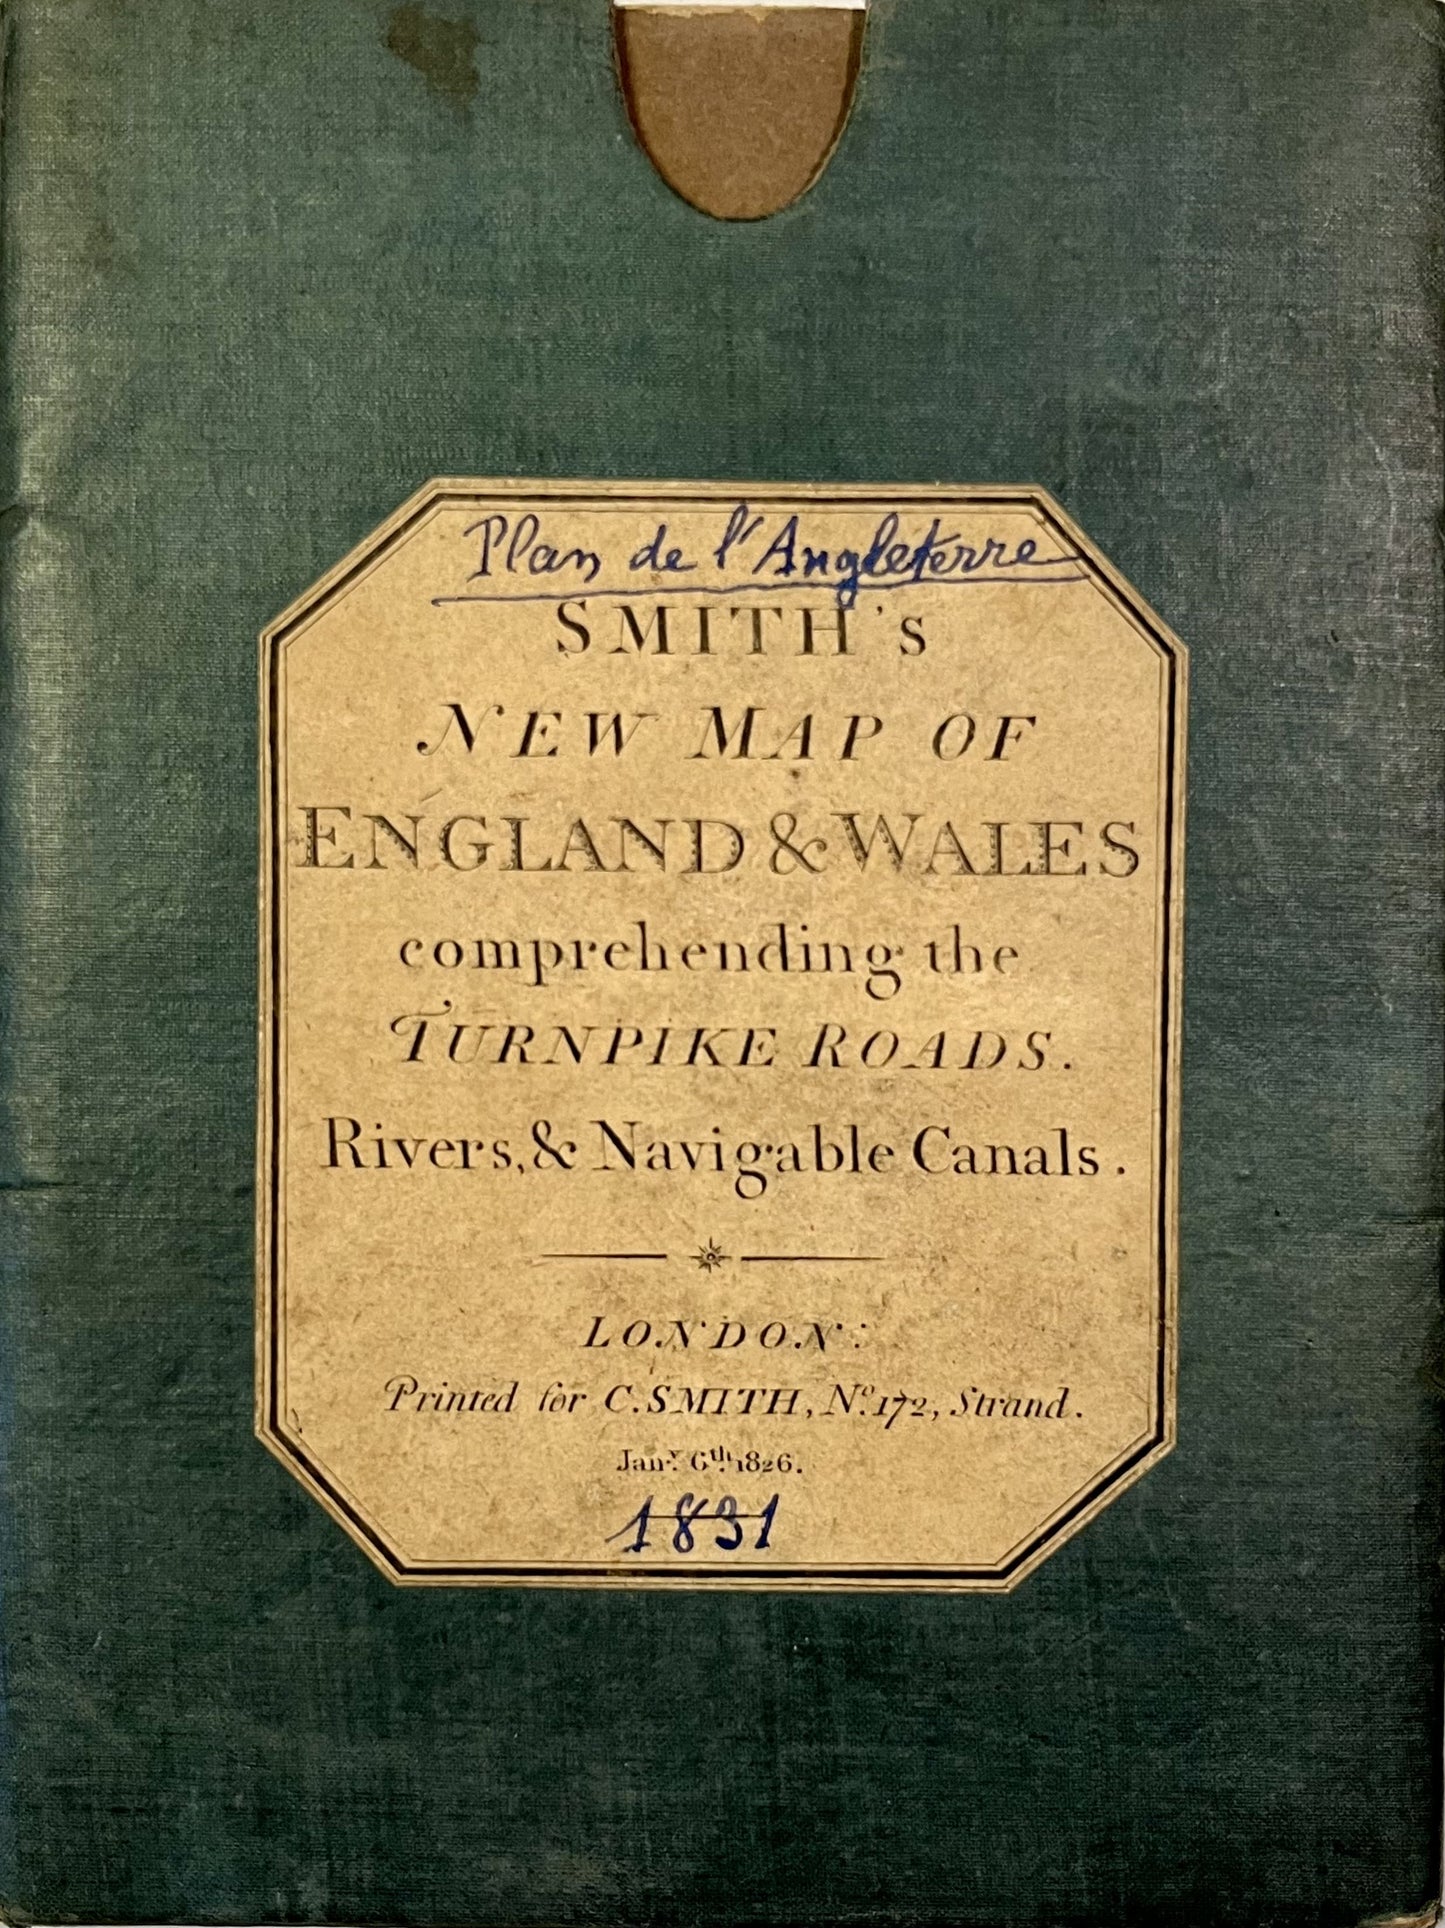 Plan de l'Angleterre
SMITH's
NEW MAP OF
ENGLAND & WALES
comprehending the
TURNPIKE ROADS.
Rivers, & Navigable Canals.
LONDON:
Printed for C. SMITH, No. 172, Strand.
Jany. 6th. 1826.
1831